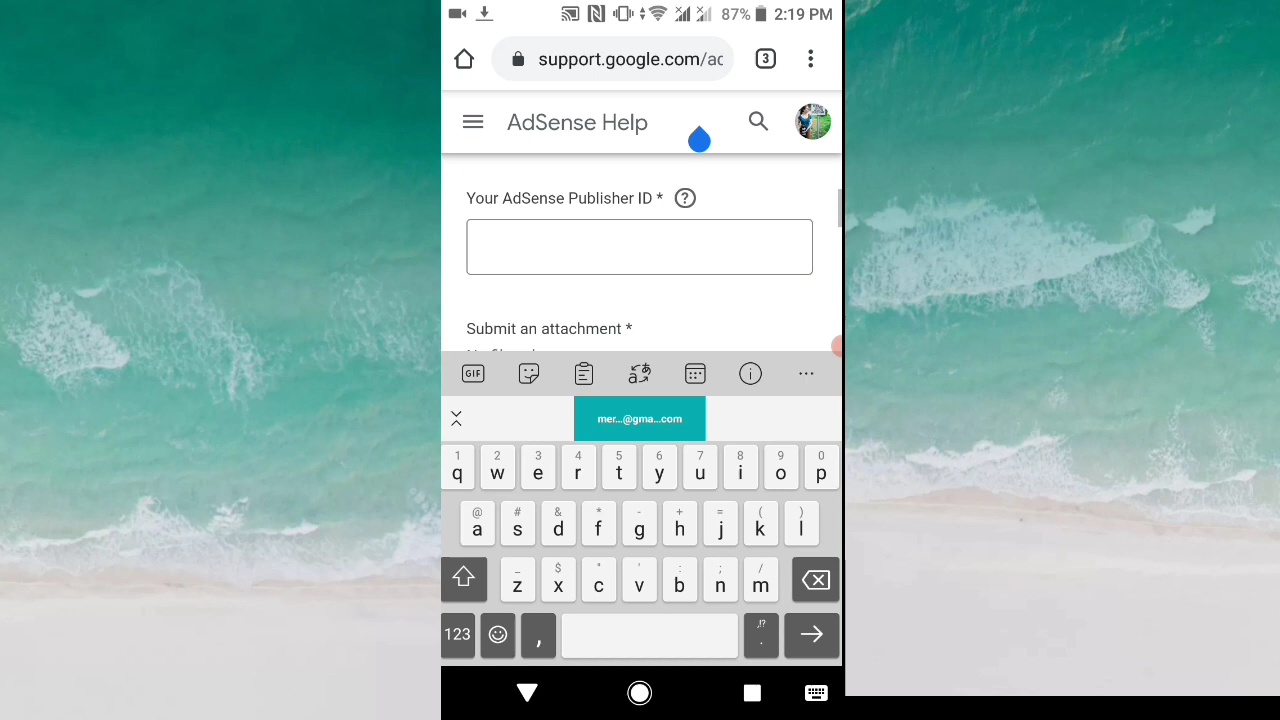 87% 2:19 PM
support.google.com/ac
3
AdSense Help
Your AdSense Publisher ID * ?
Submit an attachment *
GIF
mer...@gma...com
1 2 3 4 5 6 7 8 9 0
q w e r t y u i o p
@ # & * - + = ( )
a s d f g h j k l
_ $ " ' : ; /
z x c v b n m
123 , ,!? .